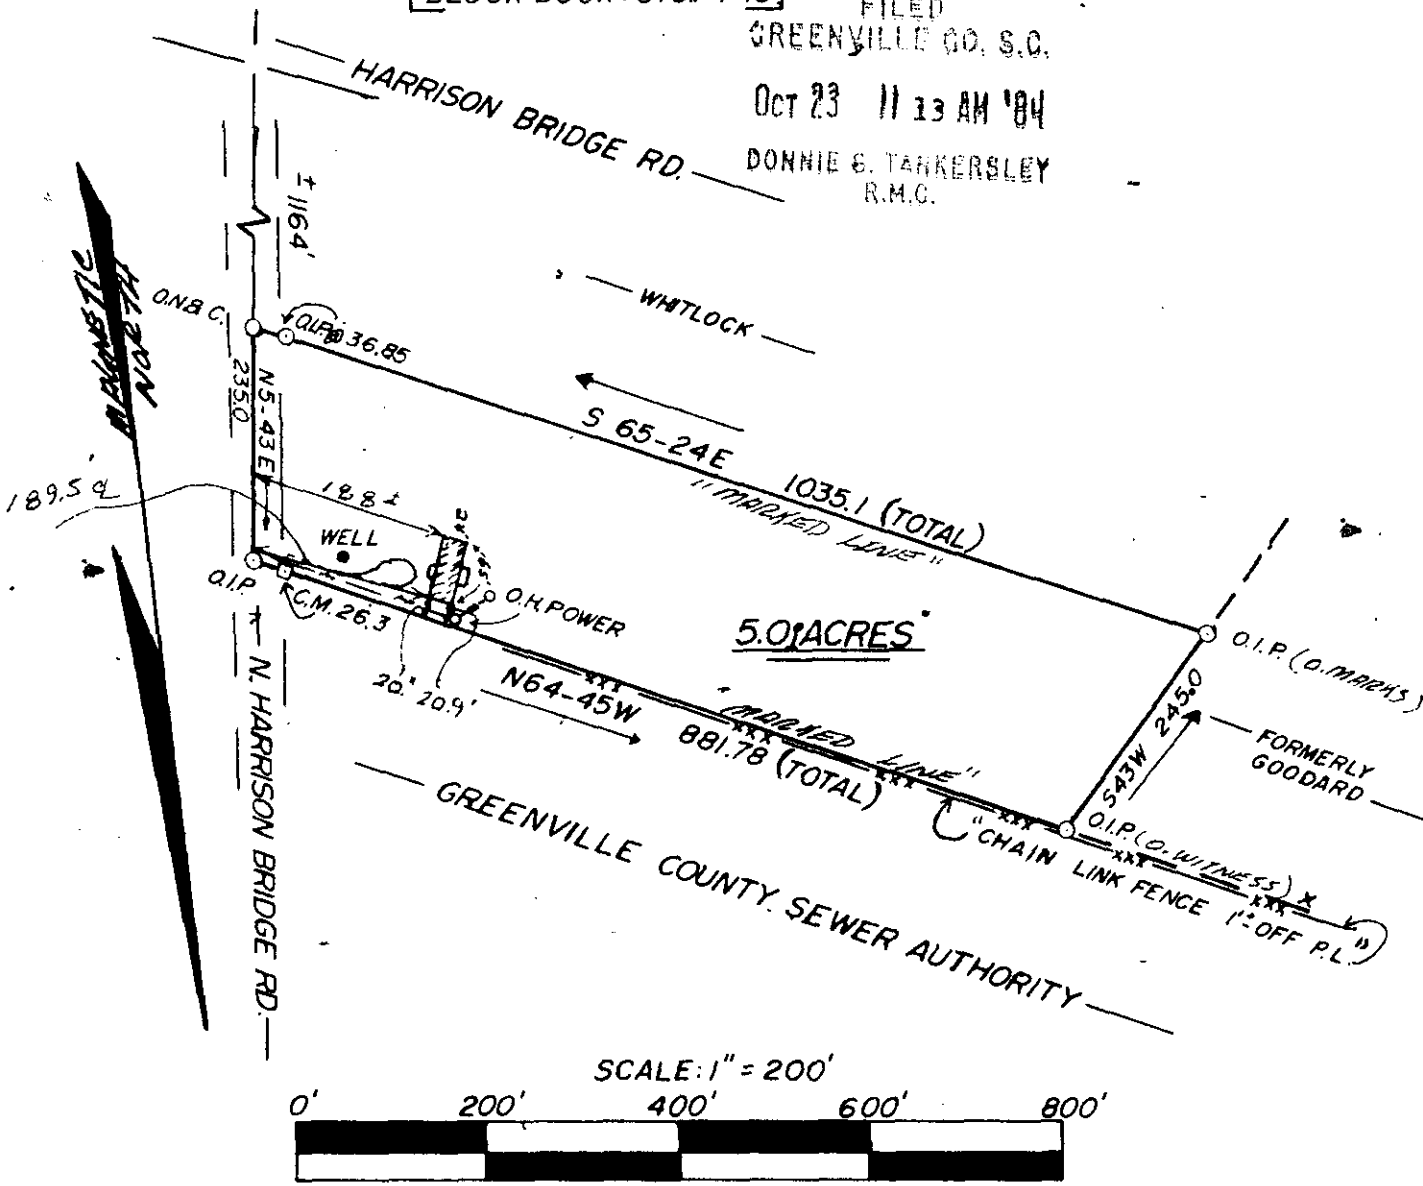 FILED
GREENVILLE CO. S.C.
OCT 23 11 13 AM '84
DONNIE S. TANKERSLEY
R.M.C.
HARRISON BRIDGE RD.
± 1164'
MAGNETIC
NORTH
O.N.& C.
O.I.P.@ 36.85
WHITLOCK
N5-43E
235.0
S 65-24E 1035.1 (TOTAL)
"MARKED LINE"
189.5'
188±
WELL
O.I.P.
C.M. 26.3
O.H. POWER
20.' 20.9'
5.01 ACRES
O.I.P. (O.MARKS)
N64-45W 881.78 (TOTAL)
"MARKED LINE"
S43W 245.0
FORMERLY
GOODARD
O.I.P. (O.WITNESS) X
"CHAIN LINK FENCE 1'± OFF P.L."
N. HARRISON BRIDGE RD.
GREENVILLE COUNTY SEWER AUTHORITY
SCALE: 1" = 200'
0' 200' 400' 600' 800'